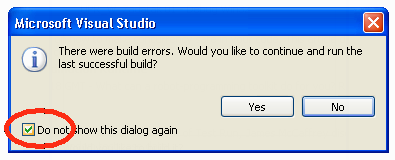 Microsoft Visual Studio
There were build errors. Would you like to continue and run the
last successful build?
Yes No
Do not show this dialog again